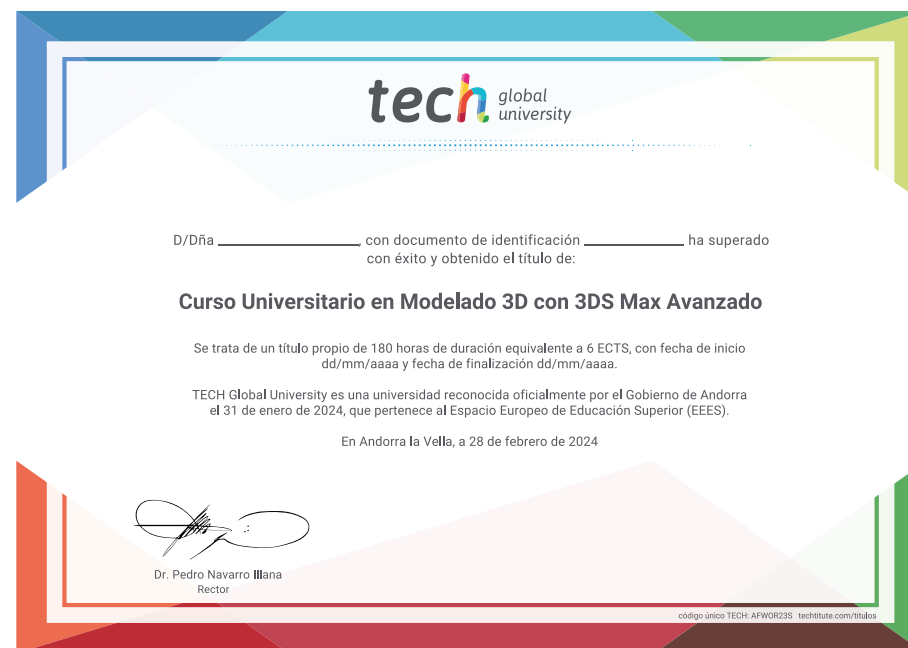 tech global university
D/Dña ____________________, con documento de identificación ______________ ha superado
con éxito y obtenido el título de:
Curso Universitario en Modelado 3D con 3DS Max Avanzado
Se trata de un título propio de 180 horas de duración equivalente a 6 ECTS, con fecha de inicio
dd/mm/aaaa y fecha de finalización dd/mm/aaaa.
TECH Global University es una universidad reconocida oficialmente por el Gobierno de Andorra
el 31 de enero de 2024, que pertenece al Espacio Europeo de Educación Superior (EEES).
En Andorra la Vella, a 28 de febrero de 2024
Dr. Pedro Navarro Illana
Rector
código único TECH: AFWOR23S techtitute.com/titulos